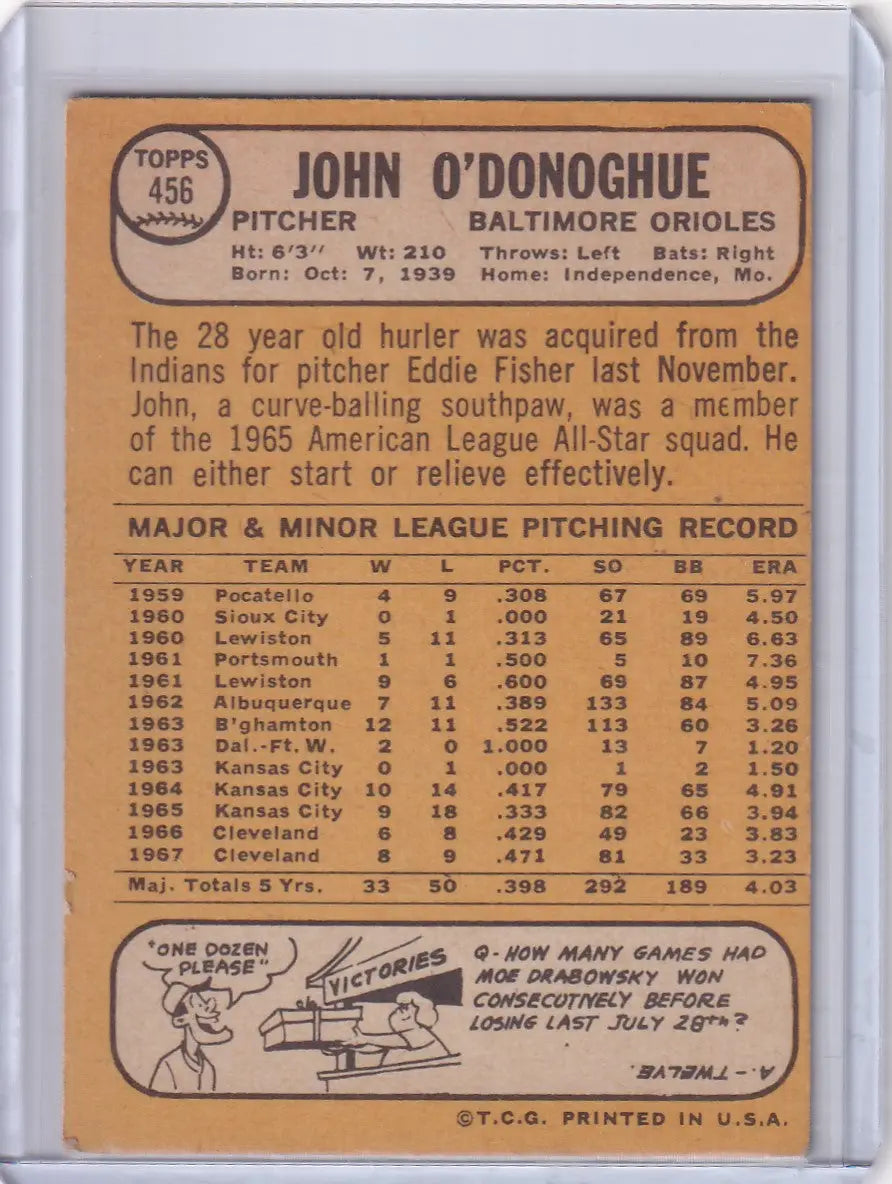 TOPPS
456
JOHN O'DONOGHUE
PITCHER BALTIMORE ORIOLES
Ht: 6'3" Wt: 210 Throws: Left Bats: Right
Born: Oct: 7, 1939 Home: Independence, Mo.
The 28 year old hurler was acquired from the
Indians for pitcher Eddie Fisher last November.
John, a curve-balling southpaw, was a member
of the 1965 American League All-Star squad. He
can either start or relieve effectively.
MAJOR & MINOR LEAGUE PITCHING RECORD
YEAR TEAM W L PCT. SO BB ERA
1959 Pocatello 4 9 .308 67 69 5.97
1960 Sioux City 0 1 .000 21 19 4.50
1960 Lewiston 5 11 .313 65 89 6.63
1961 Portsmouth 1 1 .500 5 10 7.36
1961 Lewiston 9 6 .600 69 87 4.95
1962 Albuquerque 7 11 .389 133 84 5.09
1963 B'ghamton 12 11 .522 113 60 3.26
1963 Dal.-Ft. W. 2 0 1.000 13 7 1.20
1963 Kansas City 0 1 .000 1 2 1.50
1964 Kansas City 10 14 .417 79 65 4.91
1965 Kansas City 9 18 .333 82 66 3.94
1966 Cleveland 6 8 .429 49 23 3.83
1967 Cleveland 8 9 .471 81 33 3.23
Maj. Totals 5 Yrs. 33 50 .398 292 189 4.03
"ONE DOZEN
PLEASE"
VICTORIES
Q-HOW MANY GAMES HAD
MOE DRABOWSKY WON
CONSECUTIVELY BEFORE
LOSING LAST JULY 28th?
A.-TWELVE.
©T.C.G. PRINTED IN U.S.A.